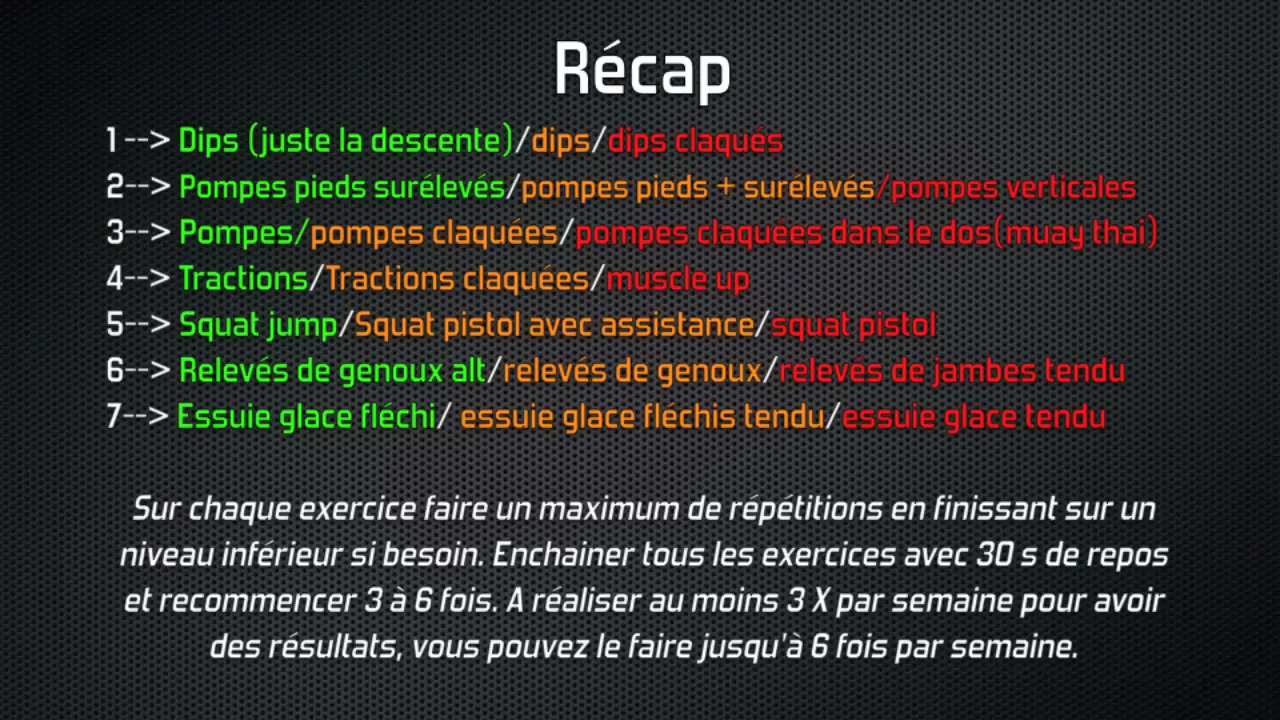 Récap
1--> Dips (juste la descente)/dips/dips claqués
2--> Pompes pieds surélevés/pompes pieds + surélevés/pompes verticales
3--> Pompes/pompes claquées/pompes claquées dans le dos(muay thai)
4--> Tractions/Tractions claquées/muscle up
5--> Squat jump/Squat pistol avec assistance/squat pistol
6--> Relevés de genoux alt/relevés de genoux/relevés de jambes tendu
7--> Essuie glace fléchi/ essuie glace fléchis tendu/essuie glace tendu
Sur chaque exercice faire un maximum de répétitions en finissant sur un
niveau inférieur si besoin. Enchainer tous les exercices avec 30 s de repos
et recommencer 3 à 6 fois. A réaliser au moins 3 X par semaine pour avoir
des résultats, vous pouvez le faire jusqu'à 6 fois par semaine.